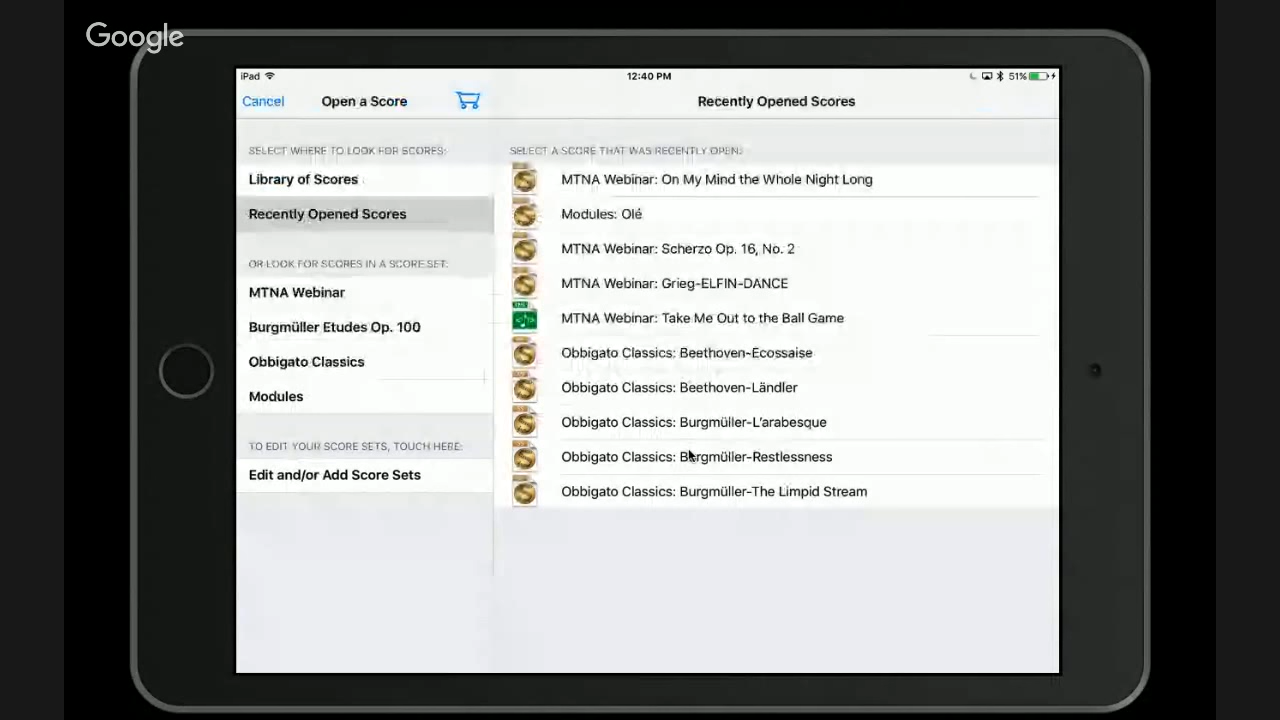 Google
iPad 12:40 PM 51%
Cancel Open a Score Recently Opened Scores
SELECT WHERE TO LOOK FOR SCORES:
Library of Scores
Recently Opened Scores
OR LOOK FOR SCORES IN A SCORE SET:
MTNA Webinar
Burgmüller Etudes Op. 100
Obbigato Classics
Modules
TO EDIT YOUR SCORE SETS, TOUCH HERE:
Edit and/or Add Score Sets
SELECT A SCORE THAT WAS RECENTLY OPEN:
MTNA Webinar: On My Mind the Whole Night Long
Modules: Olé
MTNA Webinar: Scherzo Op. 16, No. 2
MTNA Webinar: Grieg-ELFIN-DANCE
MTNA Webinar: Take Me Out to the Ball Game
Obbigato Classics: Beethoven-Ecossaise
Obbigato Classics: Beethoven-Ländler
Obbigato Classics: Burgmüller-L'arabesque
Obbigato Classics: Burgmüller-Restlessness
Obbigato Classics: Burgmüller-The Limpid Stream